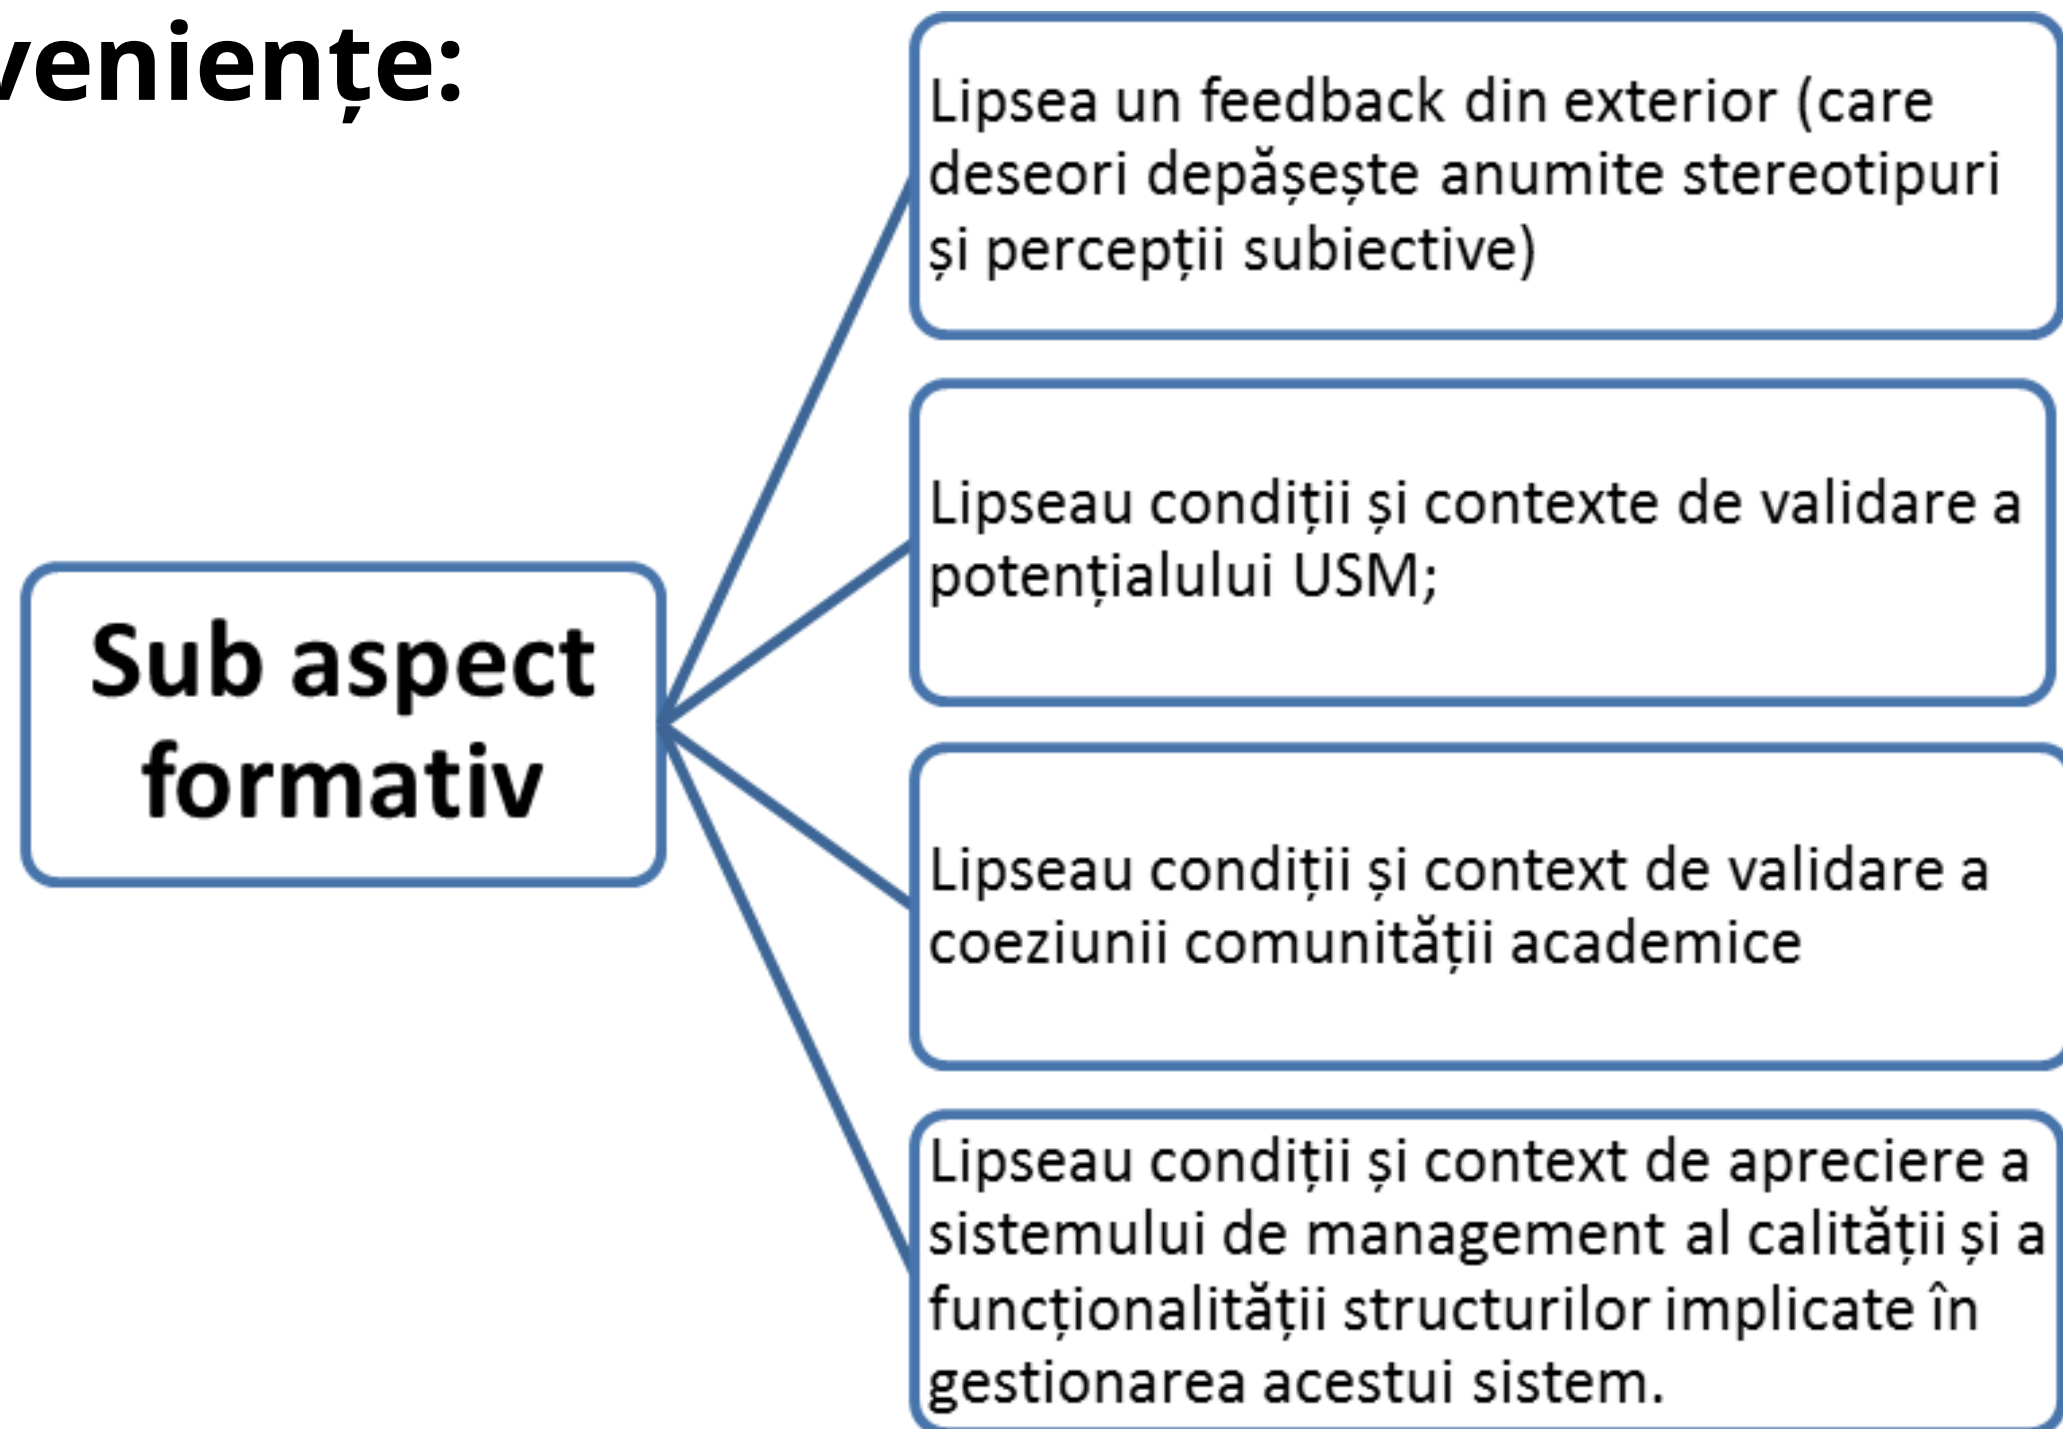 veniențe:
Lipsea un feedback din exterior (care
deseori depășește anumite stereotipuri
și percepții subiective)
Lipseau condiții și contexte de validare a
potențialului USM;
Sub aspect
formativ
Lipseau condiții și context de validare a
coeziunii comunității academice
Lipseau condiții și context de apreciere a
sistemului de management al calității și a
funcționalității structurilor implicate în
gestionarea acestui sistem.